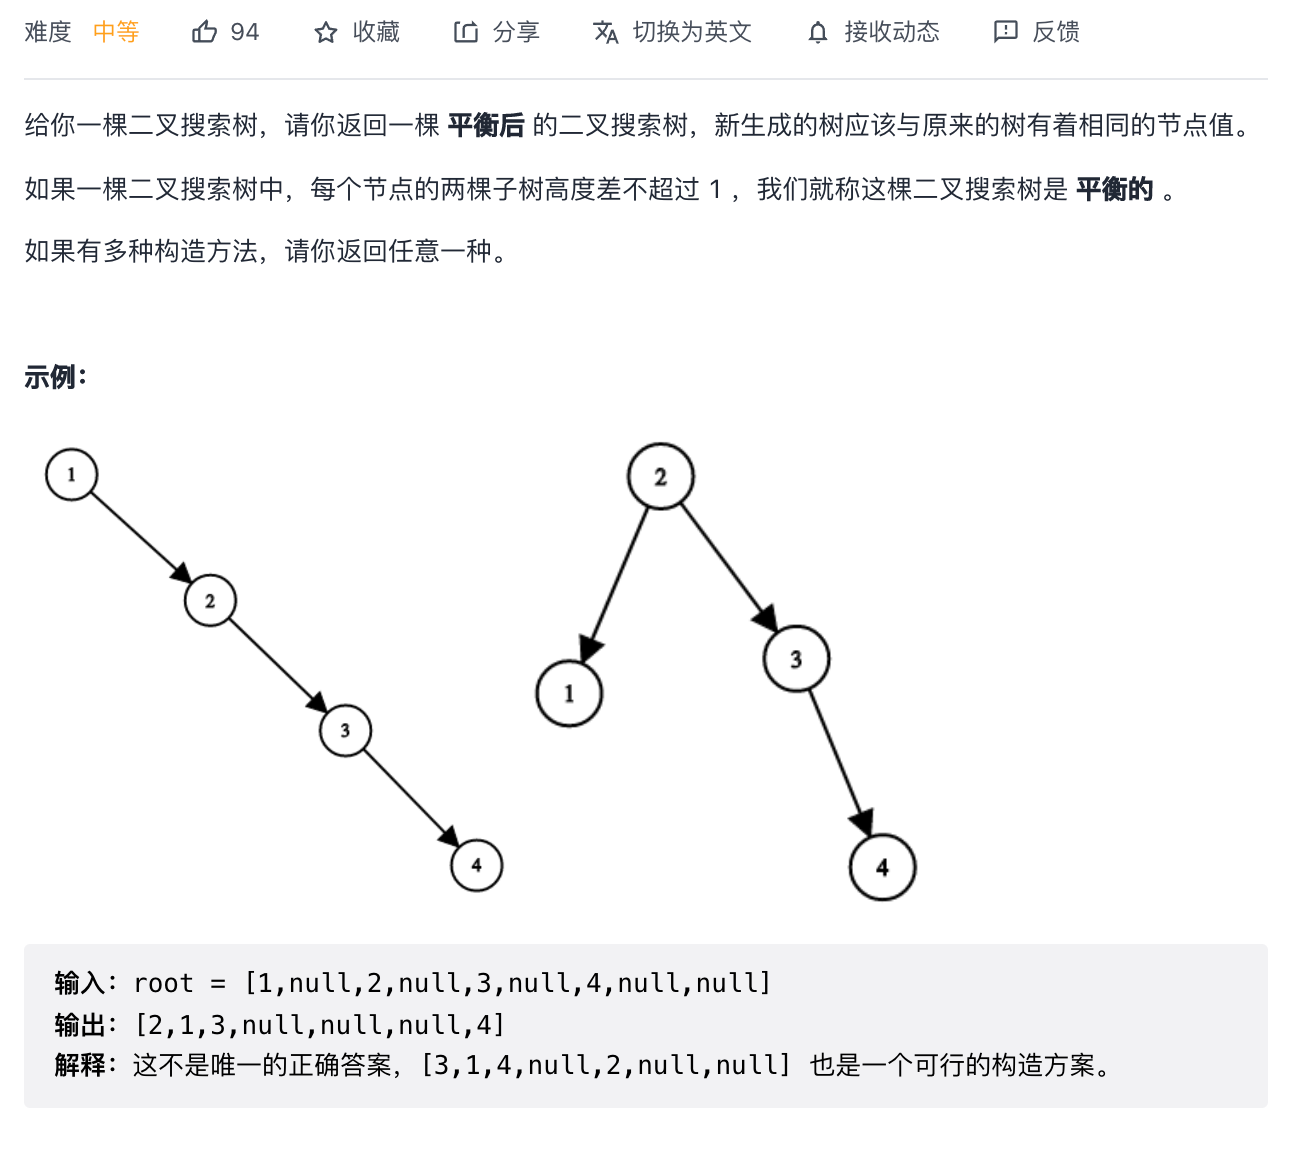 难度 中等 94 收藏 分享 切换为英文 接收动态 反馈
给你一棵二叉搜索树，请你返回一棵 平衡后 的二叉搜索树，新生成的树应该与原来的树有着相同的节点值。
如果一棵二叉搜索树中，每个节点的两棵子树高度差不超过 1 ，我们就称这棵二叉搜索树是 平衡的 。
如果有多种构造方法，请你返回任意一种。
示例：
1
2
3
4
2
1
3
4
输入：root = [1,null,2,null,3,null,4,null,null]
输出：[2,1,3,null,null,null,4]
解释：这不是唯一的正确答案，[3,1,4,null,2,null,null] 也是一个可行的构造方案。